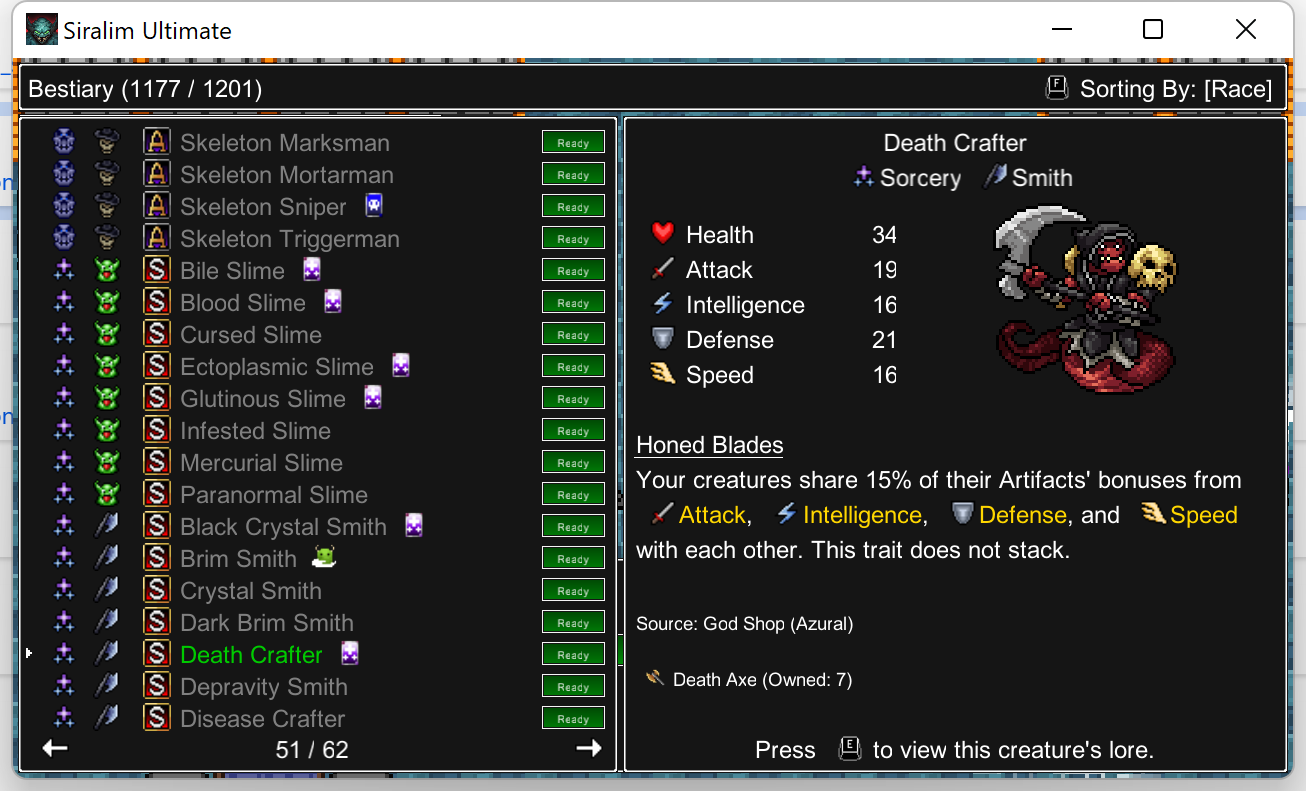 Siralim Ultimate
Bestiary (1177 / 1201)
F
Sorting By: [Race]
A Skeleton Marksman Ready
A Skeleton Mortarman Ready
A Skeleton Sniper Ready
A Skeleton Triggerman Ready
S Bile Slime Ready
S Blood Slime Ready
S Cursed Slime Ready
S Ectoplasmic Slime Ready
S Glutinous Slime Ready
S Infested Slime Ready
S Mercurial Slime Ready
S Paranormal Slime Ready
S Black Crystal Smith Ready
S Brim Smith Ready
S Crystal Smith Ready
S Dark Brim Smith Ready
S Death Crafter Ready
S Depravity Smith Ready
S Disease Crafter Ready
51 / 62
Death Crafter
Sorcery Smith
Health 34
Attack 19
Intelligence 16
Defense 21
Speed 16
Honed Blades
Your creatures share 15% of their Artifacts' bonuses from
Attack, Intelligence, Defense, and Speed
with each other. This trait does not stack.
Source: God Shop (Azural)
Death Axe (Owned: 7)
Press E to view this creature's lore.